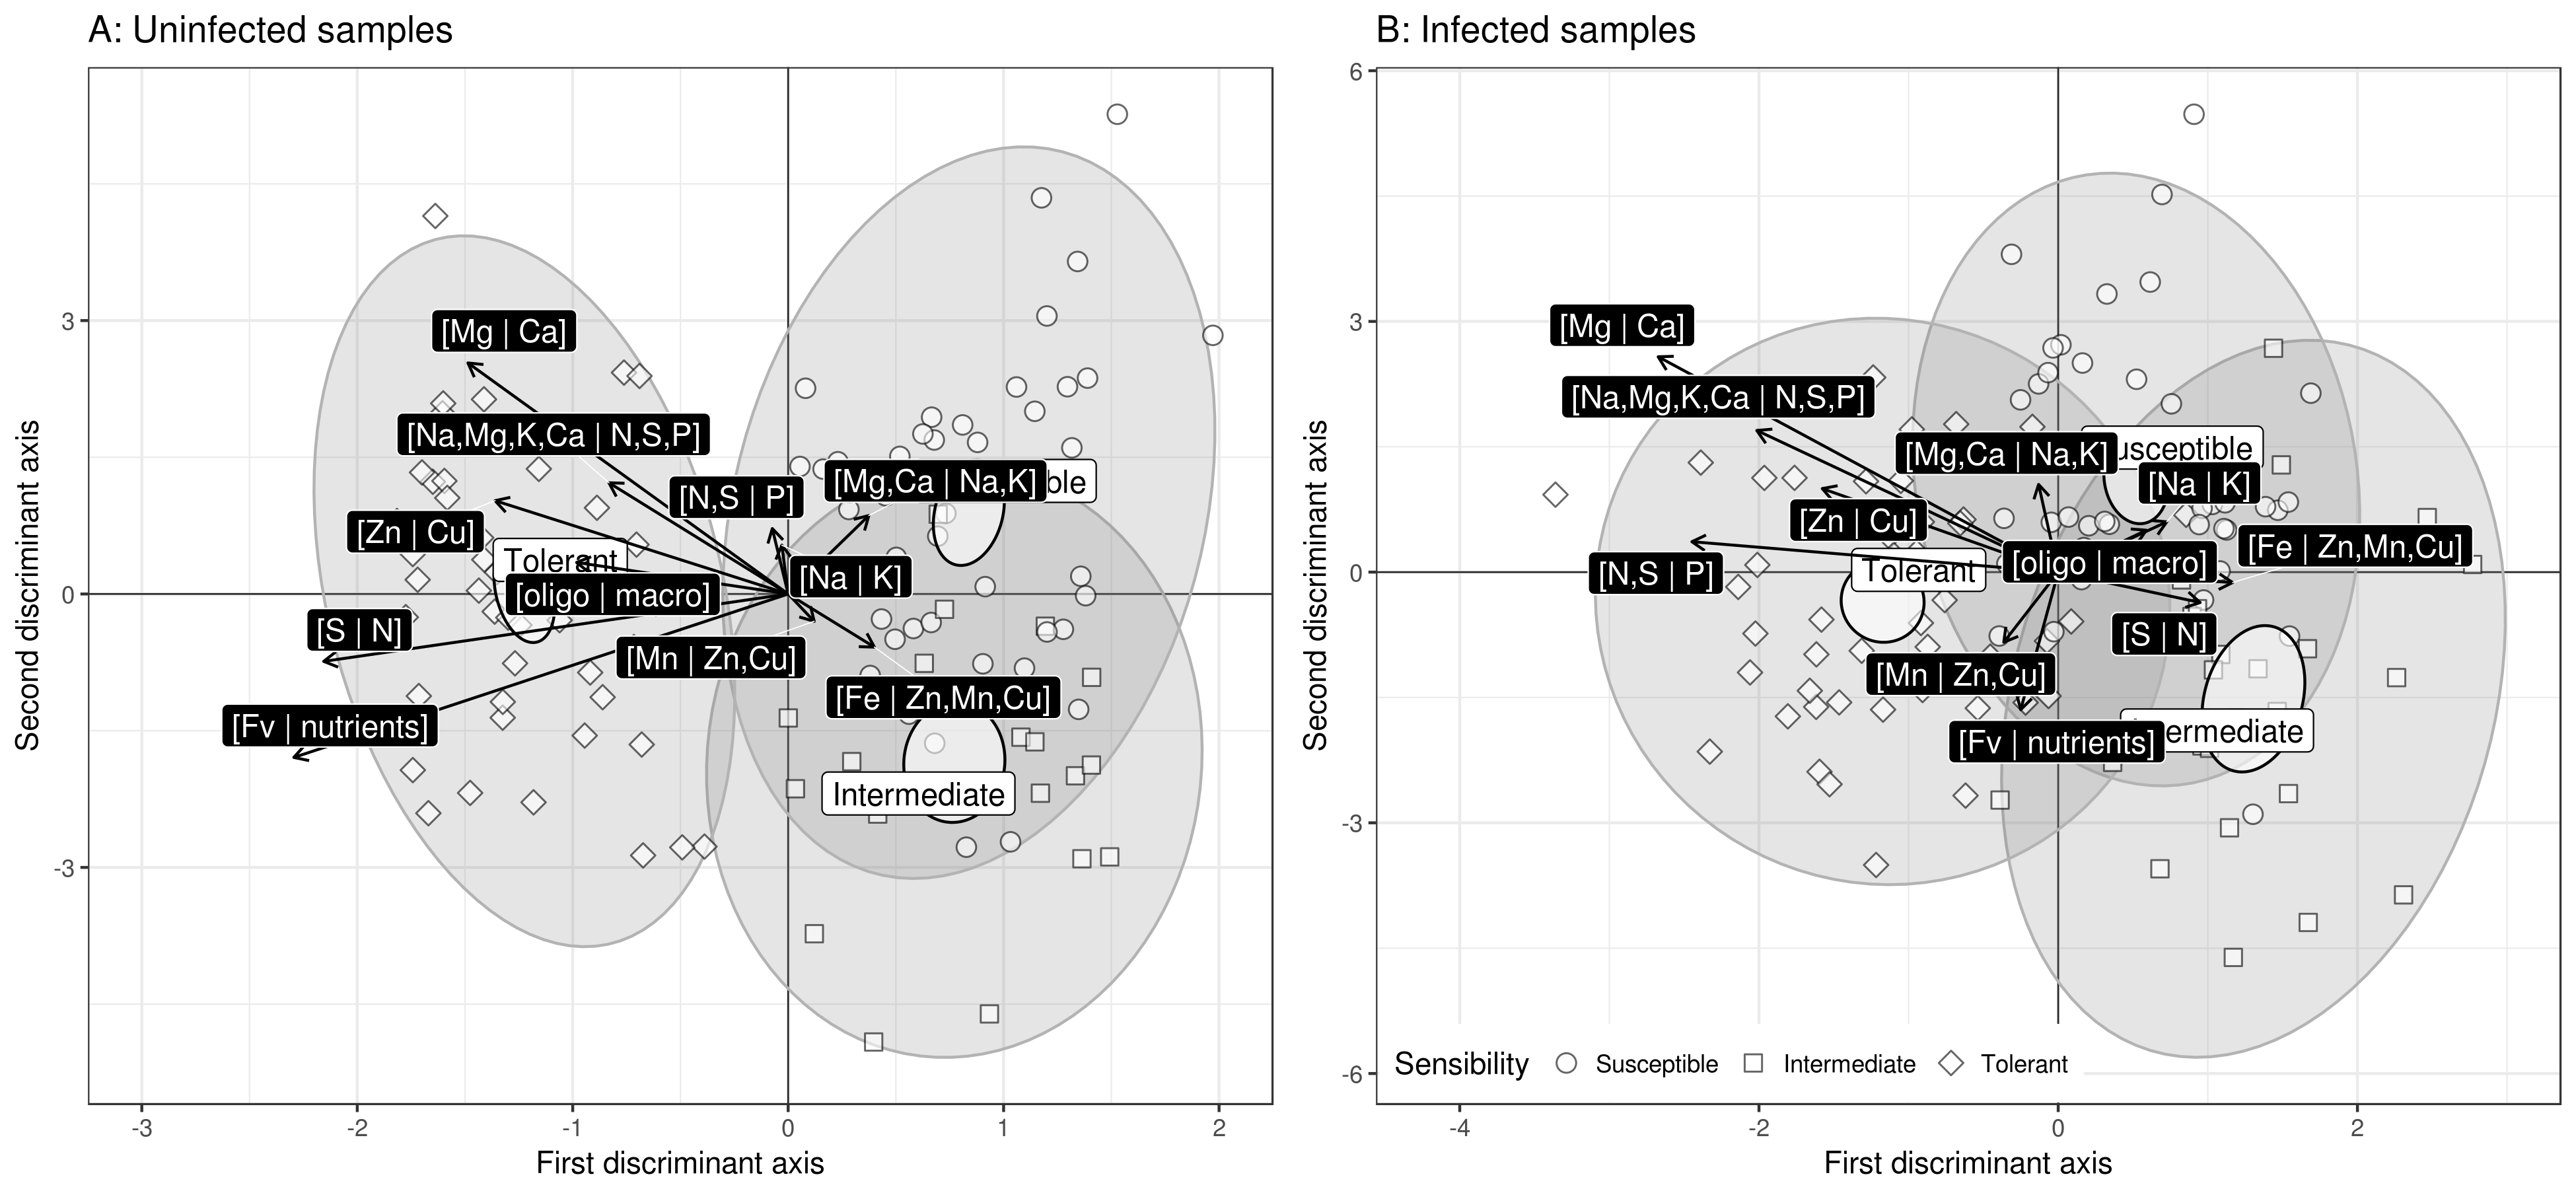 A: Uninfected samples
Second discriminant axis
3
0
-3
[Mg | Ca]
[Na,Mg,K,Ca | N,S,P]
[N,S | P]
[Mg,Ca | Na,K]
ble
[Zn | Cu]
Tolerant
[Na | K]
[oligo | macro]
[S | N]
[Mn | Zn,Cu]
[Fe | Zn,Mn,Cu]
[Fv | nutrients]
Intermediate
-3
-2
-1
0
1
2
First discriminant axis
B: Infected samples
Second discriminant axis
6
3
0
-3
-6
[Mg | Ca]
[Na,Mg,K,Ca | N,S,P]
[Mg,Ca | Na,K]
usceptible
[Na | K]
[Zn | Cu]
[Fe | Zn,Mn,Cu]
[oligo | macro]
[N,S | P]
Tolerant
[S | N]
[Mn | Zn,Cu]
[Fv | nutrients]
ermediate
Sensibility Susceptible Intermediate Tolerant
-4
-2
0
2
First discriminant axis